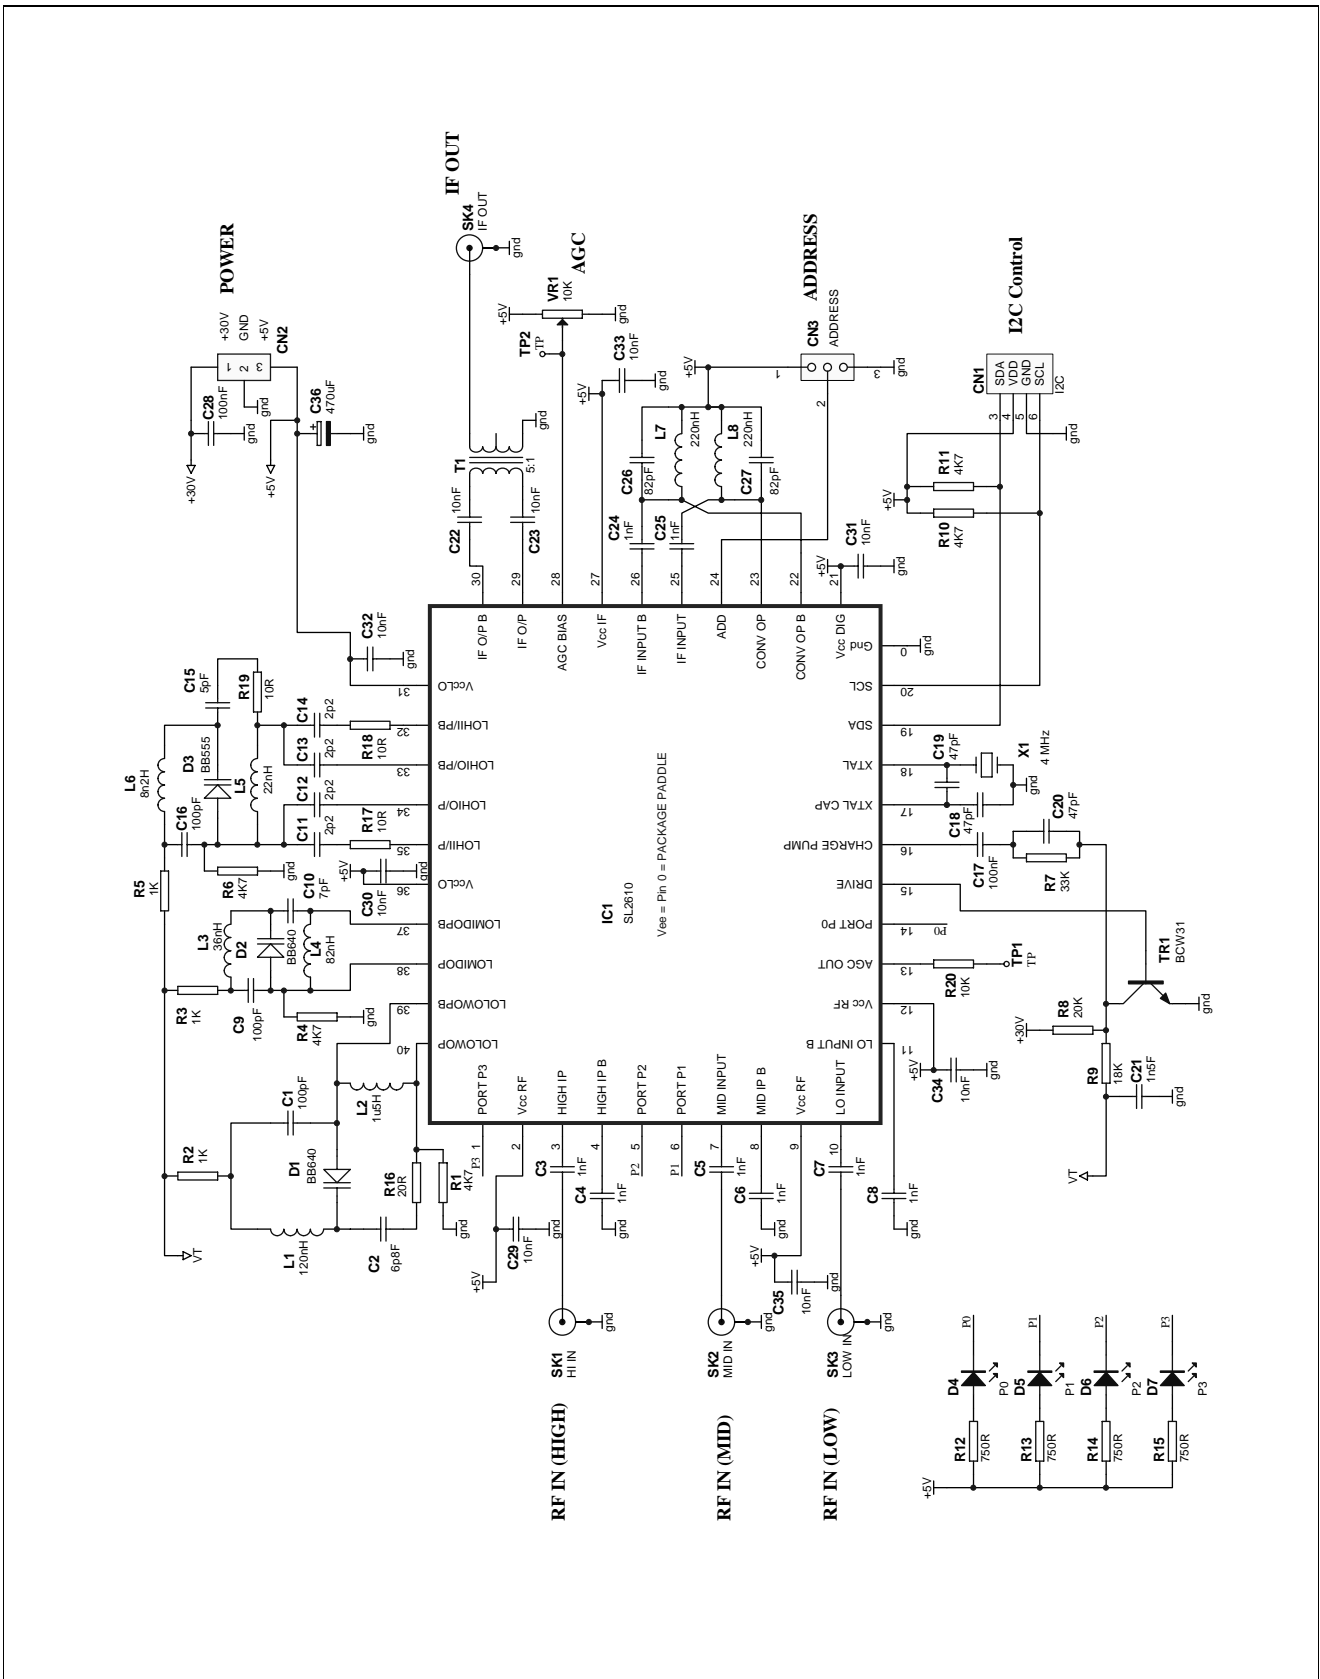 POWER
+30V
GND
+5V
CN2
1
2
3
C28
100nF
gnd
gnd
C36
470uF
+
gnd
+30V
+5V
IF OUT
SK4
IF OUT
gnd
T1
5:1
gnd
C22
10nF
C23
10nF
AGC
VR1
10K
+5V
gnd
TP2
TP
C33
10nF
+5V
gnd
C26
82pF
L7
220nH
L8
220nH
C27
82pF
+5V
C24
1nF
C25
1nF
ADDRESS
CN3
ADDRESS
1
2
3
gnd
C31
10nF
+5V
gnd
I2C Control
CN1
SDA
VDD
GND
SCL
I2C
3
4
5
6
gnd
+5V
R11
4K7
R10
4K7
C32
10nF
gnd
C15
5pF
R19
10R
L6
8n2H
D3
BB555
L5
22nH
C16
100pF
C14
2p2
C13
2p2
C12
2p2
C11
2p2
R18
10R
R17
10R
R5
1K
R6
4K7
gnd
C10
7pF
+5V
C30
10nF
gnd
L3
36nH
D2
BB640
L4
82nH
R3
1K
C9
100pF
R4
4K7
gnd
C1
100pF
L2
1u5H
R2
1K
D1
BB640
L1
120nH
C2
6p8F
R16
20R
R1
4K7
gnd
VT
IC1
SL2610
Vee = Pin 0 = PACKAGE PADDLE
30
IF O/P B
29
IF O/P
28
AGC BIAS
27
Vcc IF
26
IF INPUT B
25
IF INPUT
24
ADD
23
CONV OP
22
CONV OP B
21
Vcc DIG
31
VccLO
32
LOHII/PB
33
LOHIO/PB
34
LOHIO/P
35
LOHII/P
36
VccLO
37
LOMIDOPB
38
LOMIDOP
39
LOLOWOPB
40
LOLOWOP
0
Gnd
gnd
20
SCL
19
SDA
18
XTAL
17
XTAL CAP
16
CHARGE PUMP
15
DRIVE
14
PORT P0
P0
13
AGC OUT
12
Vcc RF
11
LO INPUT B
PORT P3
1
P3
Vcc RF
2
HIGH IP
3
HIGH IP B
4
PORT P2
5
P2
PORT P1
6
P1
MID INPUT
7
MID IP B
8
Vcc RF
9
LO INPUT
10
C19
47pF
X1
4 MHz
C18
47pF
gnd
C20
47pF
C17
100nF
R7
33K
TR1
BCW31
gnd
R20
10K
TP1
TP
+30V
R8
20K
R9
18K
C21
1n5F
gnd
VT
+5V
C34
10nF
gnd
+5V
C29
10nF
gnd
C3
1nF
C4
1nF
gnd
C5
1nF
C6
1nF
gnd
C7
1nF
C8
1nF
gnd
+5V
C35
10nF
gnd
SK1
HI IN
gnd
RF IN (HIGH)
SK2
MID IN
gnd
RF IN (MID)
SK3
LOW IN
gnd
RF IN (LOW)
+5V
R12
750R
D4
P0
P0
R13
750R
D5
P1
P1
R14
750R
D6
P2
P2
R15
750R
D7
P3
P3